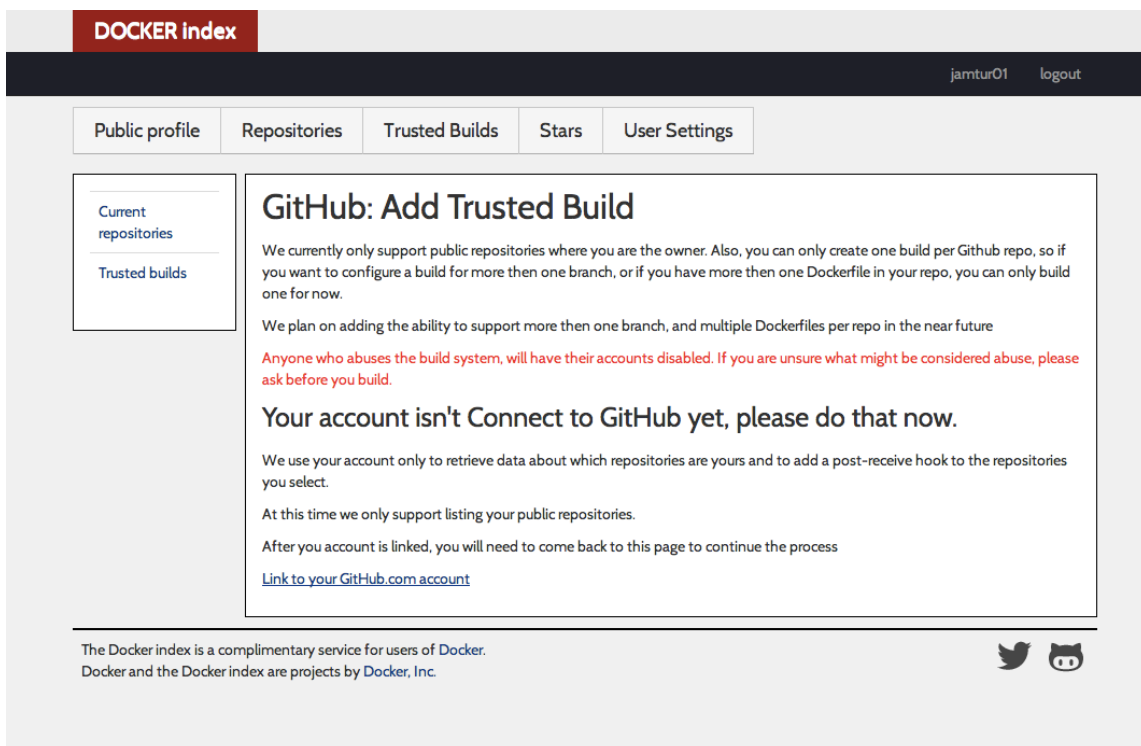 DOCKER index
jamtur01 logout
Public profile Repositories Trusted Builds Stars User Settings
Current
repositories
Trusted builds
GitHub: Add Trusted Build
We currently only support public repositories where you are the owner. Also, you can only create one build per Github repo, so if
you want to configure a build for more then one branch, or if you have more then one Dockerfile in your repo, you can only build
one for now.
We plan on adding the ability to support more then one branch, and multiple Dockerfiles per repo in the near future
Anyone who abuses the build system, will have their accounts disabled. If you are unsure what might be considered abuse, please
ask before you build.
Your account isn't Connect to GitHub yet, please do that now.
We use your account only to retrieve data about which repositories are yours and to add a post-receive hook to the repositories
you select.
At this time we only support listing your public repositories.
After you account is linked, you will need to come back to this page to continue the process
Link to your GitHub.com account
The Docker index is a complimentary service for users of Docker.
Docker and the Docker index are projects by Docker, Inc.